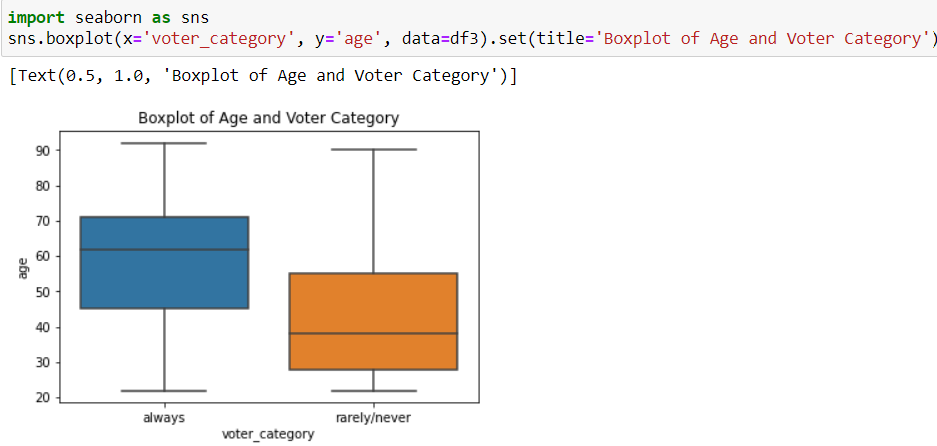 import seaborn as sns
sns.boxplot(x='voter_category', y='age', data=df3).set(title='Boxplot of Age and Voter Category')
[Text(0.5, 1.0, 'Boxplot of Age and Voter Category')]
Boxplot of Age and Voter Category
90
80
70
60
50
40
30
20
age
always rarely/never
voter_category